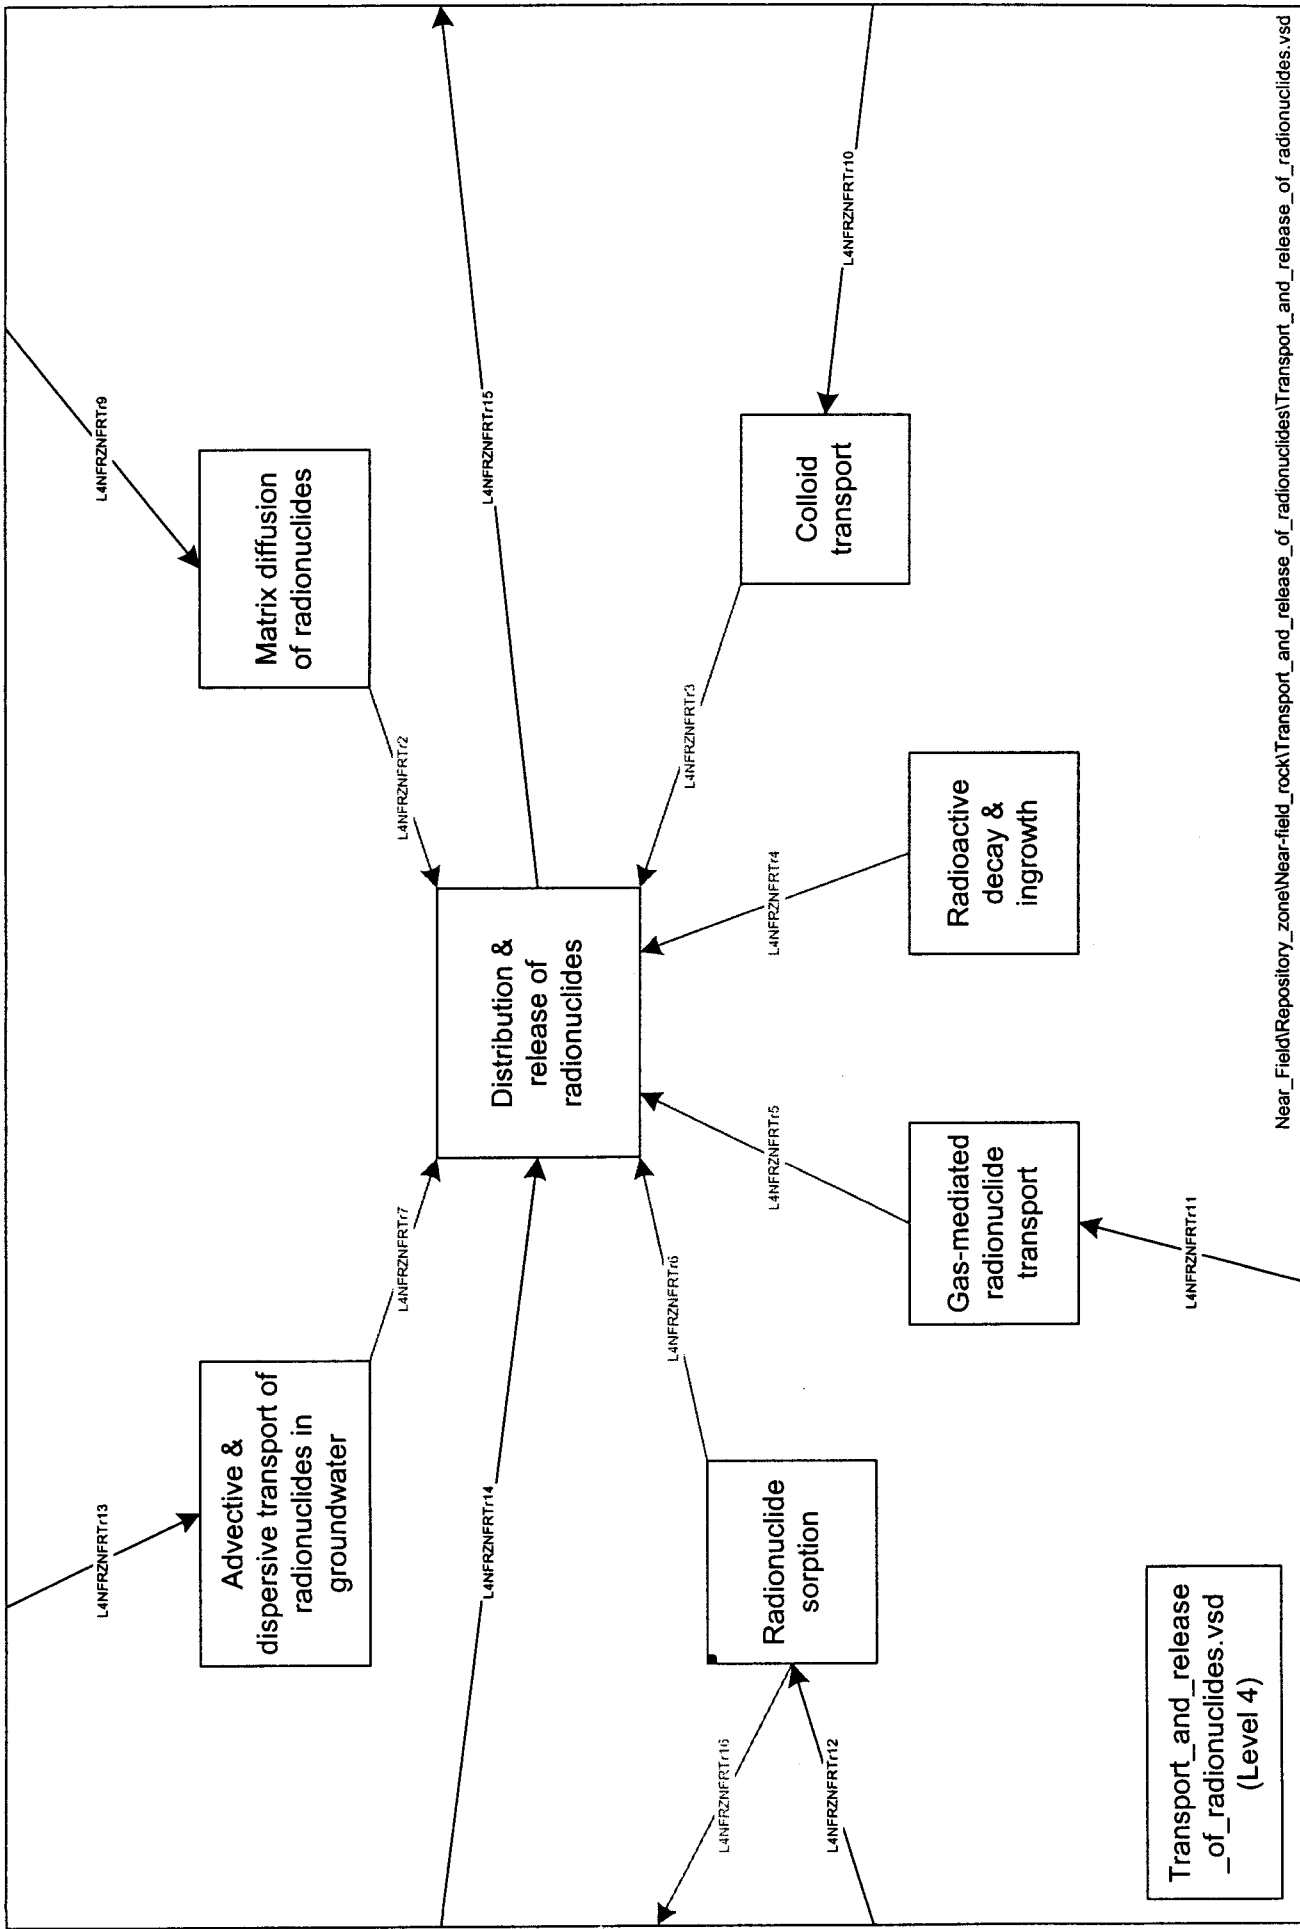 L4NFRZNFRTr13
L4NFRZNFRTr9
Advective &
dispersive transport of
radionuclides in
groundwater
Matrix diffusion
of radionuclides
L4NFRZNFRTr7
L4NFRZNFRTr2
L4NFRZNFRTr14
Distribution &
release of
radionuclides
L4NFRZNFRTr15
L4NFRZNFRTr16
L4NFRZNFRTr6
L4NFRZNFRTr3
Radionuclide
sorption
Colloid
transport
L4NFRZNFRTr12
L4NFRZNFRTr5
L4NFRZNFRTr4
L4NFRZNFRTr10
Gas-mediated
radionuclide
transport
Radioactive
decay &
ingrowth
L4NFRZNFRTr11
Transport_and_release
_of_radionuclides.vsd
(Level 4)
Near_Field\Repository_zone\Near-field_rock\Transport_and_release_of_radionuclides\Transport_and_release_of_radionuclides.vsd